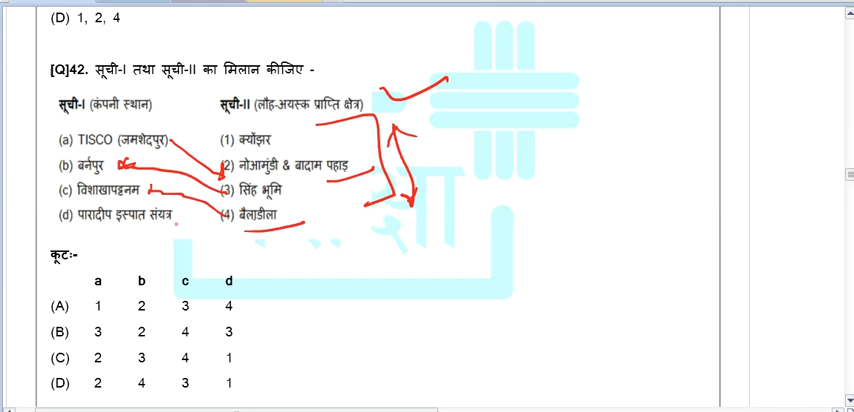 (D) 1, 2, 4
[Q]42. सूची-I तथा सूची-II का मिलान कीजिए -
सूची-I (कंपनी स्थान) सूची-II (लौह-अयस्क प्राप्ति क्षेत्र)
(a) TISCO (जमशेदपुर) (1) क्योंझर
(b) बर्नपुर (2) नोआमुंडी & बादाम पहाड़
(c) विशाखापट्टनम (3) सिंह भूमि
(d) पारादीप इस्पात संयत्र (4) बैलाडीला
कूटः-
a b c d
(A) 1 2 3 4
(B) 3 2 4 3
(C) 2 3 4 1
(D) 2 4 3 1